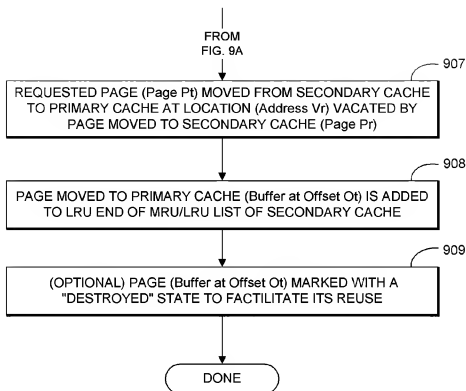 FROM
FIG. 9A
907
REQUESTED PAGE (Page Pt) MOVED FROM SECONDARY CACHE
TO PRIMARY CACHE AT LOCATION (Address Vr) VACATED BY
PAGE MOVED TO SECONDARY CACHE (Page Pr)
908
PAGE MOVED TO PRIMARY CACHE (Buffer at Offset Ot) IS ADDED
TO LRU END OF MRU/LRU LIST OF SECONDARY CACHE
909
(OPTIONAL) PAGE (Buffer at Offset Ot) MARKED WITH A
"DESTROYED" STATE TO FACTILITATE ITS REUSE
DONE